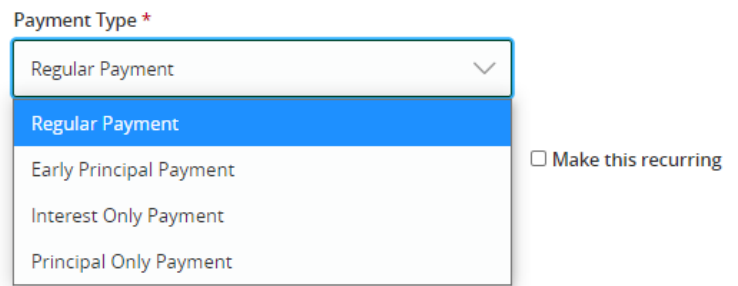 Payment Type *
Regular Payment
Regular Payment
Early Principal Payment
Make this recurring
Interest Only Payment
Principal Only Payment